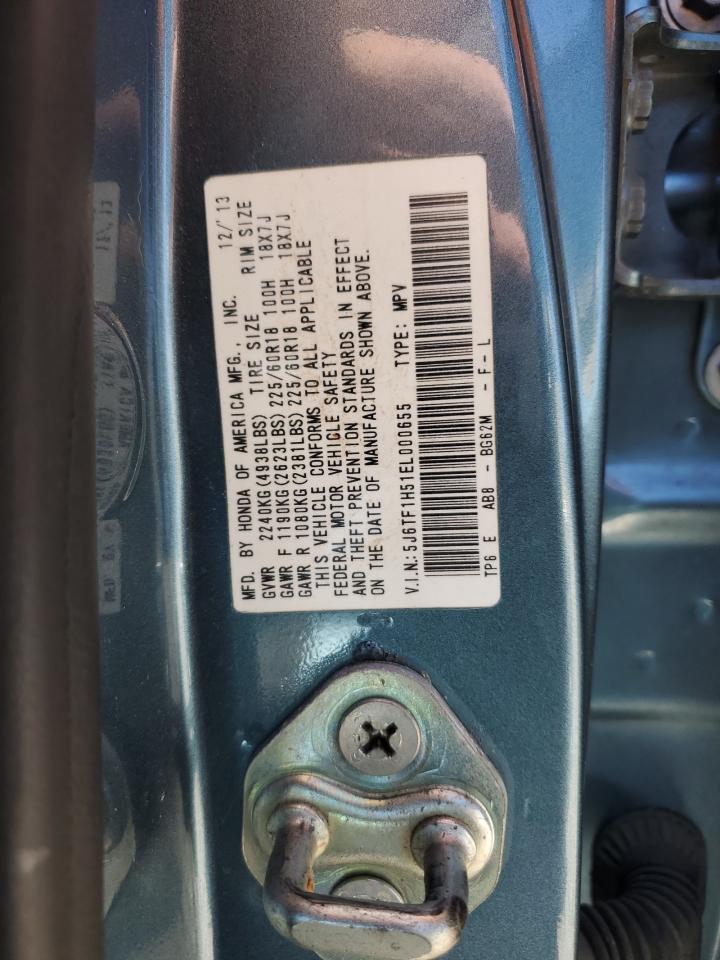 MFD. BY HONDA OF AMERICA MFG., INC. 12/'13
GVWR 2240KG(4938LBS) TIRE SIZE RIM SIZE
GAWR F 1190KG(2623LBS) 225/60R18 100H 18X7J
GAWR R 1080KG(2381LBS) 225/60R18 100H 18X7J
THIS VEHICLE CONFORMS TO ALL APPLICABLE
FEDERAL MOTOR VEHICLE SAFETY
AND THEFT PREVENTION STANDARDS IN EFFECT
ON THE DATE OF MANUFACTURE SHOWN ABOVE.
V.I.N.: 5J6TF1H51EL000655 TYPE: MPV
TP6 E AB8 - BG62M - F - L